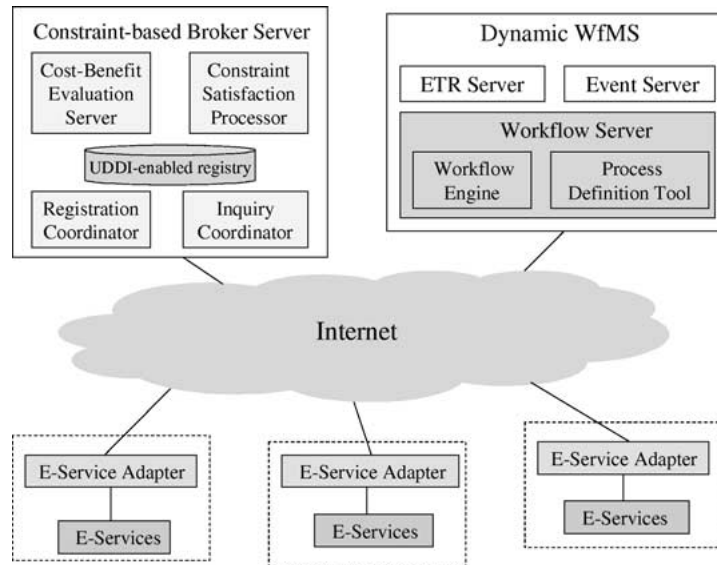 Constraint-based Broker Server
Cost-Benefit
Evaluation
Server
Constraint
Satisfaction
Processor
UDDI-enabled registry
Registration
Coordinator
Inquiry
Coordinator
Dynamic WfMS
ETR Server
Event Server
Workflow Server
Workflow
Engine
Process
Definition Tool
Internet
E-Service Adapter
E-Services
E-Service Adapter
E-Services
E-Service Adapter
E-Services